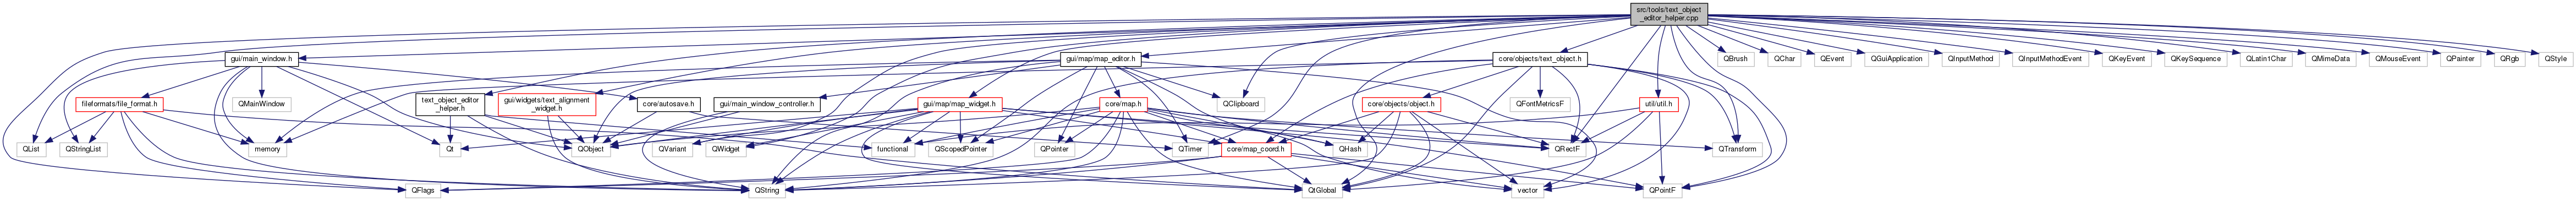 src/tools/text_object
_editor_helper.cpp
gui/main_window.h
gui/map/map_editor.h
core/objects/text_object.h
QBrush
QChar
QEvent
QGuiApplication
QInputMethod
QInputMethodEvent
QKeyEvent
QKeySequence
QLatin1Char
QMimeData
QMouseEvent
QPainter
QRgb
QStyle
fileformats/file_format.h
QMainWindow
core/autosave.h
text_object_editor
_helper.h
gui/widgets/text_alignment
_widget.h
gui/main_window_controller.h
gui/map/map_widget.h
core/map.h
QClipboard
core/objects/object.h
QFontMetricsF
util/util.h
QList
QStringList
memory
Qt
QObject
QVariant
QWidget
functional
QScopedPointer
QPointer
QTimer
core/map_coord.h
QHash
QRectF
QTransform
QFlags
QString
QtGlobal
vector
QPointF